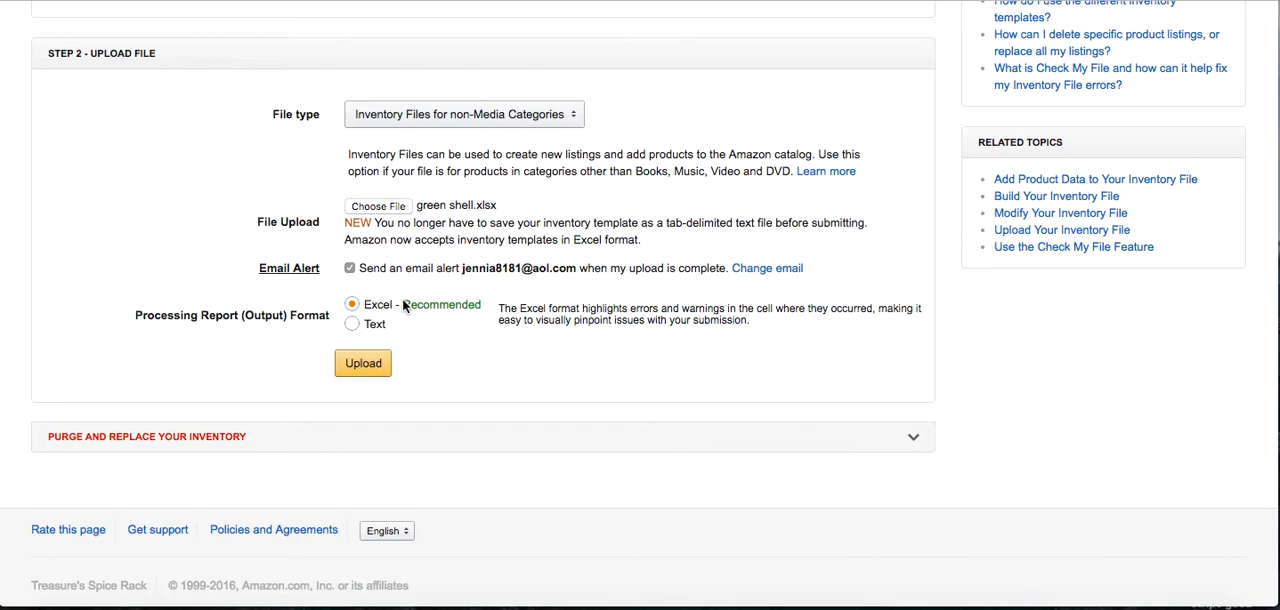 STEP 2 - UPLOAD FILE
File type
Inventory Files for non-Media Categories
Inventory Files can be used to create new listings and add products to the Amazon catalog. Use this
option if your file is for products in categories other than Books, Music, Video and DVD. Learn more
File Upload
Choose File green shell.xlsx
NEW You no longer have to save your inventory template as a tab-delimited text file before submitting.
Amazon now accepts inventory templates in Excel format.
Email Alert
Send an email alert jennia8181@aol.com when my upload is complete. Change email
Processing Report (Output) Format
Excel - Recommended
Text
The Excel format highlights errors and warnings in the cell where they occurred, making it
easy to visually pinpoint issues with your submission.
Upload
PURGE AND REPLACE YOUR INVENTORY
How do I use the different inventory
templates?
How can I delete specific product listings, or
replace all my listings?
What is Check My File and how can it help fix
my Inventory File errors?
RELATED TOPICS
Add Product Data to Your Inventory File
Build Your Inventory File
Modify Your Inventory File
Upload Your Inventory File
Use the Check My File Feature
Rate this page
Get support
Policies and Agreements
English
Treasure's Spice Rack
© 1999-2016, Amazon.com, Inc. or its affiliates